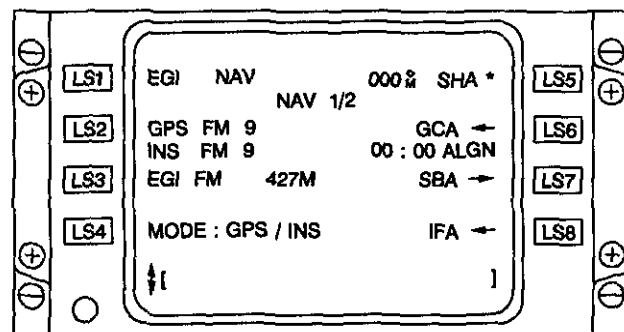 LS1 EGI NAV 000 S/M SHA * LS5
NAV 1/2
LS2 GPS FM 9 GCA ← LS6
INS FM 9 00 : 00 ALGN
LS3 EGI FM 427M SBA → LS7
LS4 MODE : GPS / INS IFA ← LS8
[ ]